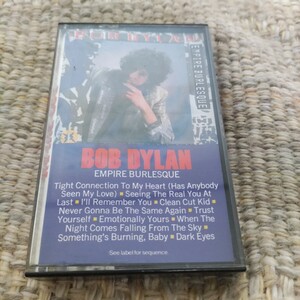 BOB DYLAN
EMPIRE BURLESQUE
BOB DYLAN
EMPIRE BURLESQUE
Tight Connection To My Heart (Has Anybody
Seen My Love) • Seeing The Real You At
Last • I'll Remember You • Clean Cut Kid •
Never Gonna Be The Same Again • Trust
Yourself • Emotionally Yours • When The
Night Comes Falling From The Sky •
Something's Burning, Baby • Dark Eyes
See label for sequence.